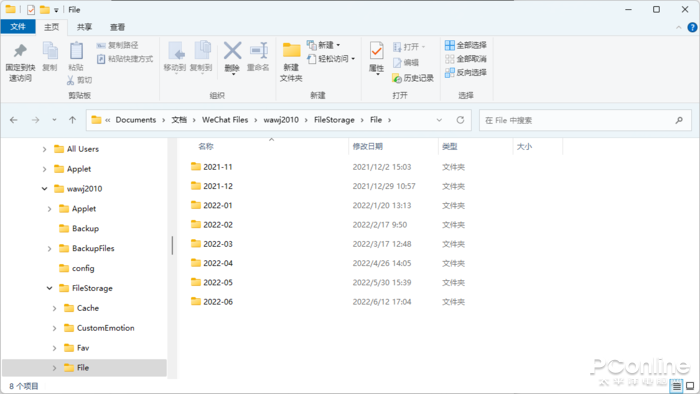 File
文件 主页 共享 查看
固定到快速访问
复制
粘贴
复制路径
粘贴快捷方式
剪切
剪贴板
移动到
复制到
删除
重命名
组织
新建文件夹
新建
轻松访问
新建
属性
打开
编辑
历史记录
打开
全部选择
全部取消
反向选择
选择
« Documents › 文档 › WeChat Files › wawj2010 › FileStorage › File ›
在 File 中搜索
All Users
Applet
wawj2010
Applet
Backup
BackupFiles
config
FileStorage
Cache
CustomEmotion
Fav
File
名称 修改日期 类型 大小
2021-11 2021/12/2 15:03 文件夹
2021-12 2021/12/29 10:57 文件夹
2022-01 2022/1/20 13:13 文件夹
2022-02 2022/2/17 9:50 文件夹
2022-03 2022/3/17 12:48 文件夹
2022-04 2022/4/26 14:05 文件夹
2022-05 2022/5/30 15:39 文件夹
2022-06 2022/6/12 17:04 文件夹
8 个项目
PConline
太平洋电脑网